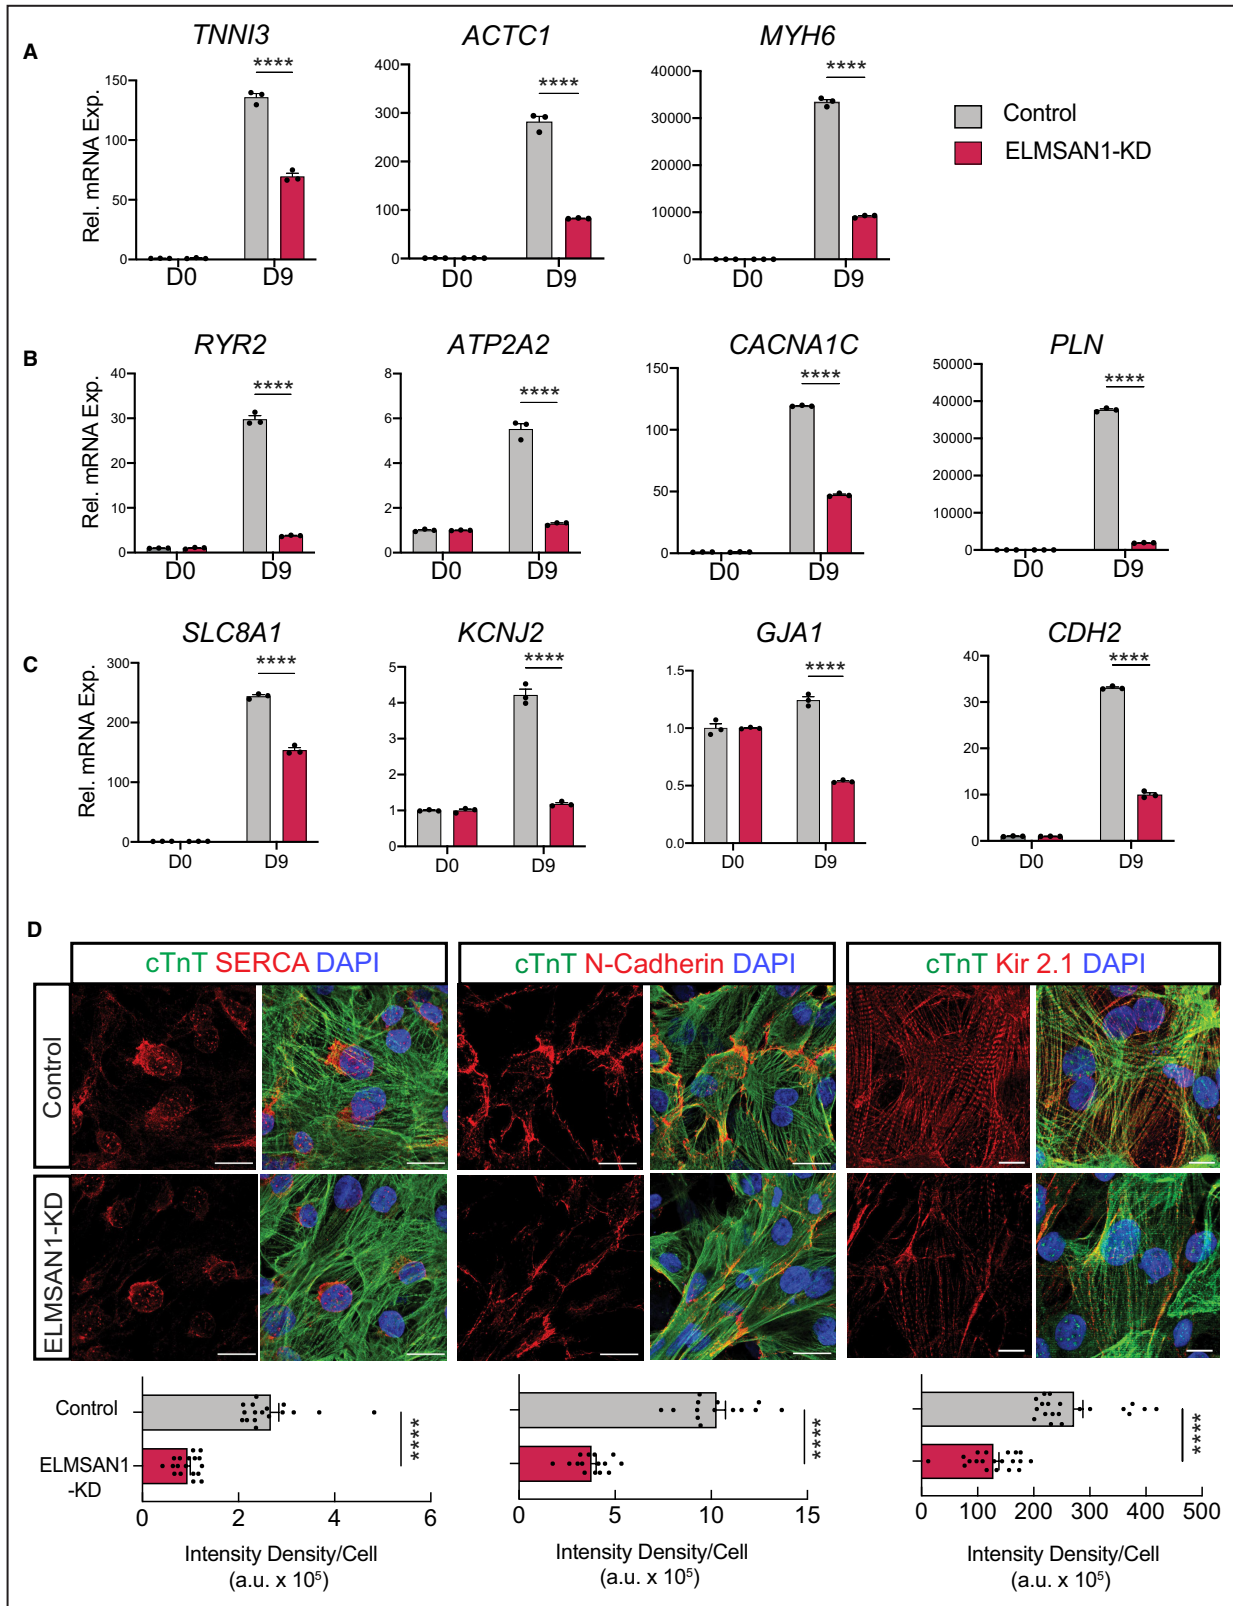 A
TNNI3 ACTC1 MYH6
Rel. mRNA Exp.
150
100
50
0
****
D0 D9
400
300
200
100
0
****
D0 D9
40000
30000
20000
10000
0
****
D0 D9
Control
ELMSAN1-KD
B
RYR2 ATP2A2 CACNA1C PLN
Rel. mRNA Exp.
40
30
20
10
0
****
D0 D9
8
6
4
2
0
****
D0 D9
150
100
50
0
****
D0 D9
50000
40000
30000
20000
10000
0
****
D0 D9
C
SLC8A1 KCNJ2 GJA1 CDH2
Rel. mRNA Exp.
300
200
100
0
****
D0 D9
5
4
3
2
1
0
****
D0 D9
1.5
1.0
0.5
0.0
****
D0 D9
40
30
20
10
0
****
D0 D9
D
cTnT SERCA DAPI
cTnT N-Cadherin DAPI
cTnT Kir 2.1 DAPI
Control
ELMSAN1-KD
Control
ELMSAN1
-KD
****
0 2 4 6
Intensity Density/Cell
(a.u. x 10⁵)
****
0 5 10 15
Intensity Density/Cell
(a.u. x 10⁵)
****
0 100 200 300 400 500
Intensity Density/Cell
(a.u. x 10⁵)